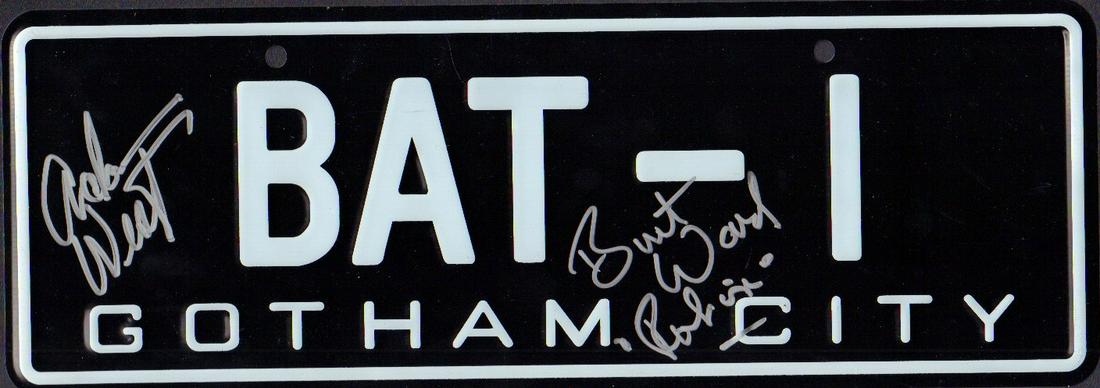 BAT - 1
Adam West
Burt Ward
"Robin"
GOTHAM CITY